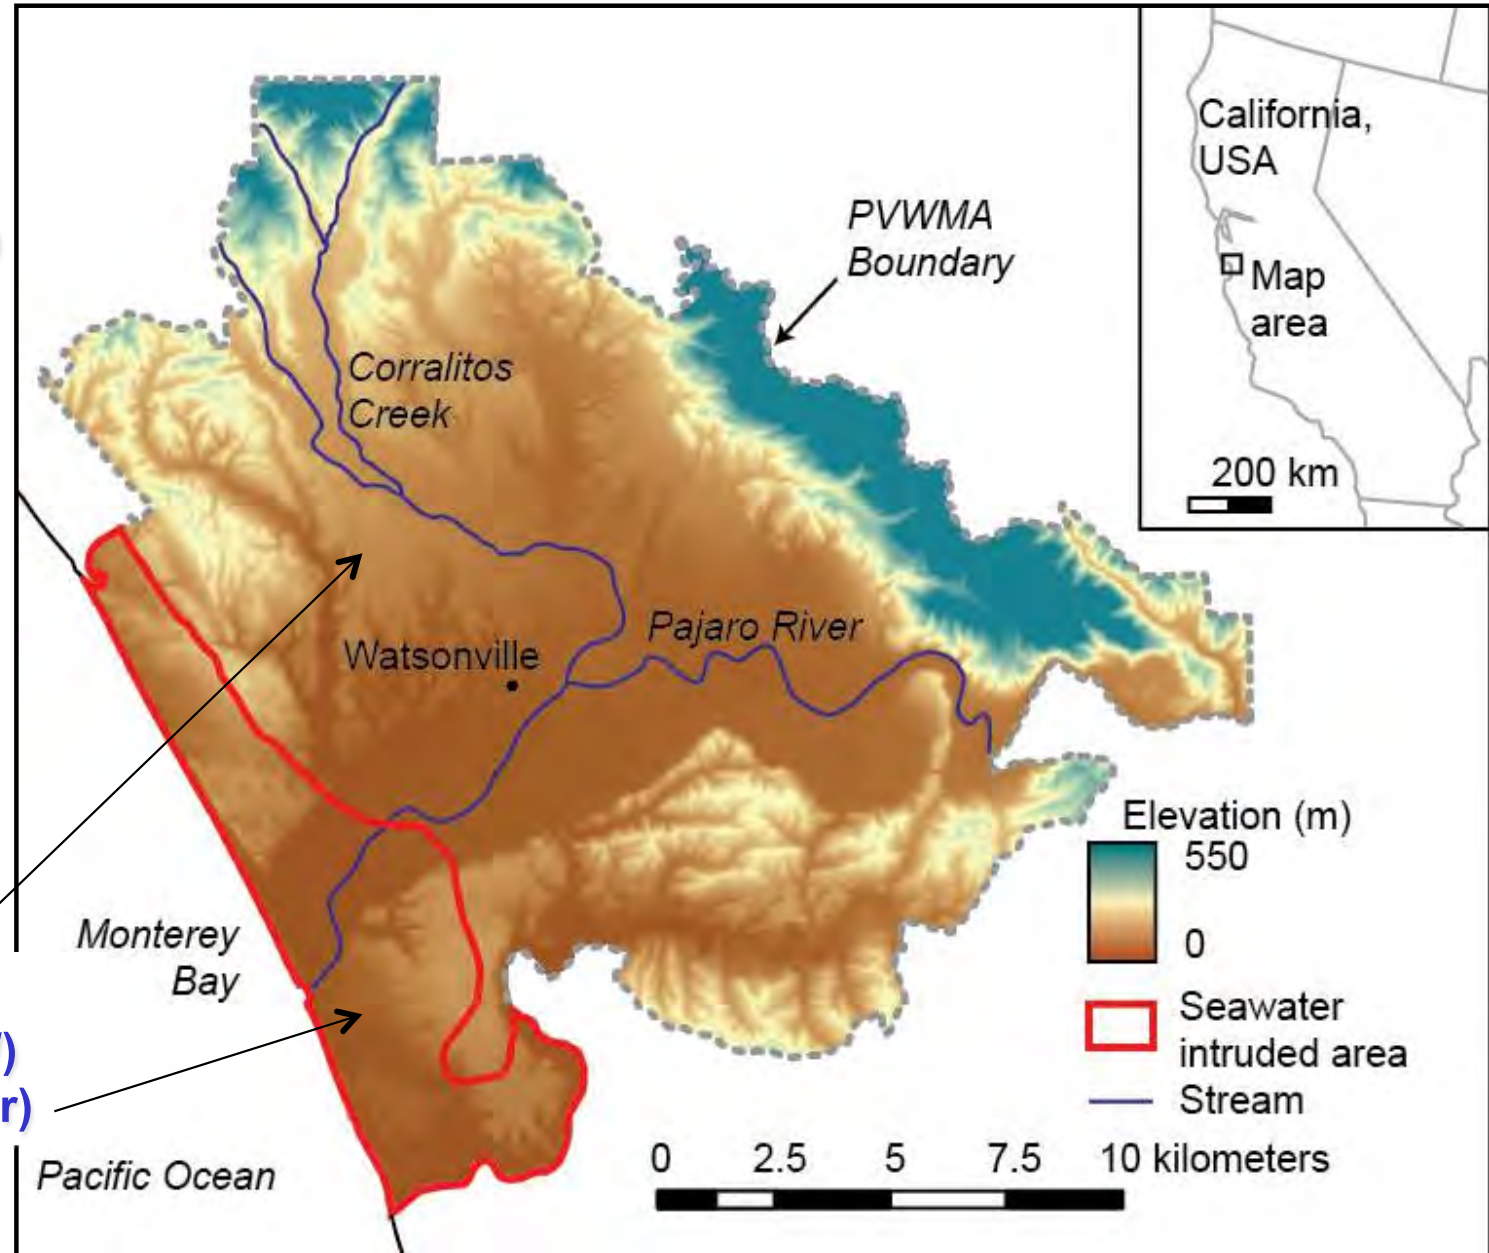 California,
USA
Map
area
200 km
PVWMA
Boundary
Corralitos
Creek
Pajaro River
Watsonville
Elevation (m)
550
0
Monterey
Bay
Seawater
intruded area
Stream
0 2.5 5 7.5 10 kilometers
Pacific Ocean